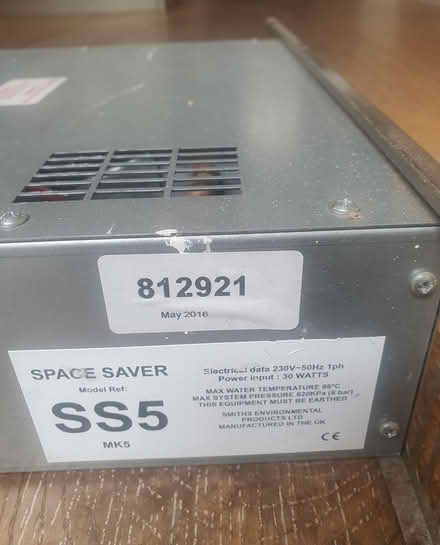 812921
May 2016
SPACE SAVER
Model Ref:
SS5
MK5
Electrical data 230V~50Hz 1ph
Power input : 30 WATTS
MAX WATER TEMPERATURE 85°C
MAX SYSTEM PRESSURE 620KPa (6bar)
THIS EQUIPMENT MUST BE EARTHED
SMITHS ENVIRONMENTAL
PRODUCTS LTD
MANUFACTURED IN THE UK
CE